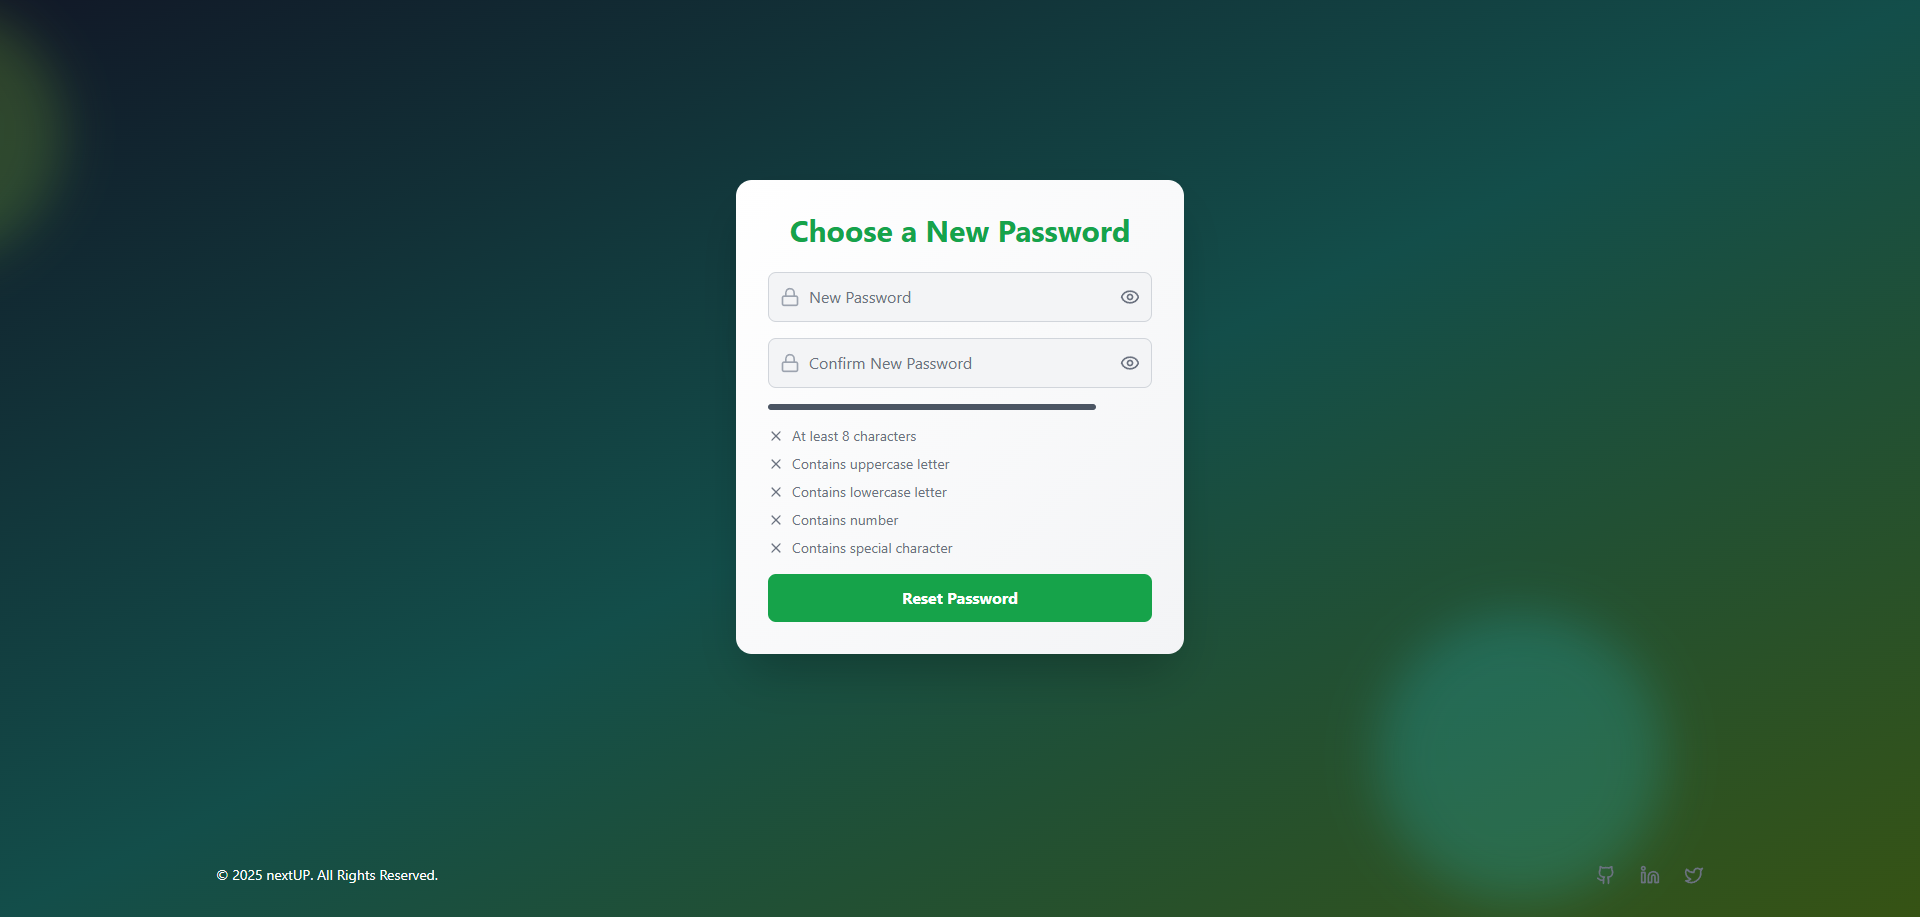 Choose a New Password
New Password
Confirm New Password
At least 8 characters
Contains uppercase letter
Contains lowercase letter
Contains number
Contains special character
Reset Password
© 2025 nextUP. All Rights Reserved.